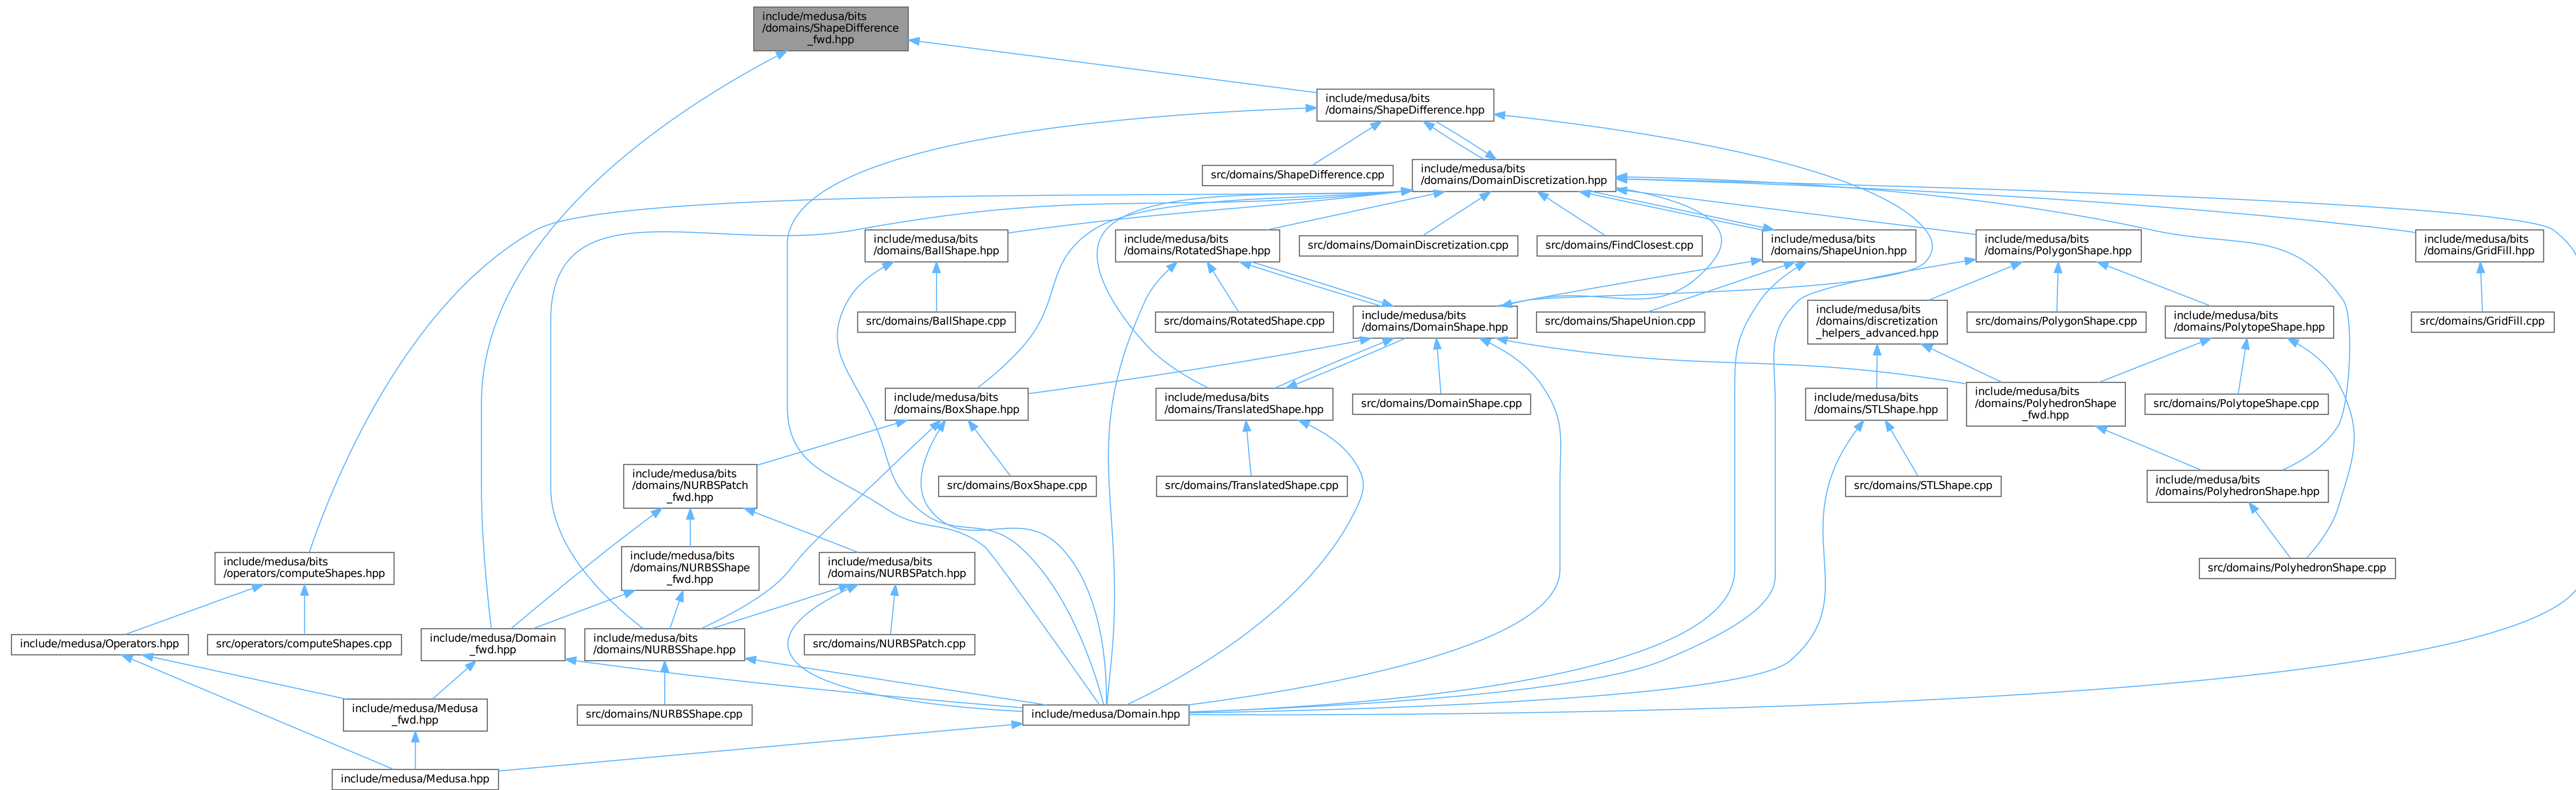 include/medusa/bits
/domains/ShapeDifference
_fwd.hpp
include/medusa/bits
/domains/ShapeDifference.hpp
src/domains/ShapeDifference.cpp
include/medusa/bits
/domains/DomainDiscretization.hpp
include/medusa/bits
/domains/BallShape.hpp
include/medusa/bits
/domains/RotatedShape.hpp
src/domains/DomainDiscretization.cpp
src/domains/FindClosest.cpp
include/medusa/bits
/domains/ShapeUnion.hpp
include/medusa/bits
/domains/PolygonShape.hpp
include/medusa/bits
/domains/GridFill.hpp
src/domains/BallShape.cpp
src/domains/RotatedShape.cpp
include/medusa/bits
/domains/DomainShape.hpp
src/domains/ShapeUnion.cpp
include/medusa/bits
/domains/discretization
_helpers_advanced.hpp
src/domains/PolygonShape.cpp
include/medusa/bits
/domains/PolytopeShape.hpp
src/domains/GridFill.cpp
include/medusa/bits
/domains/BoxShape.hpp
include/medusa/bits
/domains/TranslatedShape.hpp
src/domains/DomainShape.cpp
include/medusa/bits
/domains/STLShape.hpp
include/medusa/bits
/domains/PolyhedronShape
_fwd.hpp
src/domains/PolytopeShape.cpp
include/medusa/bits
/domains/NURBSPatch
_fwd.hpp
src/domains/BoxShape.cpp
src/domains/TranslatedShape.cpp
src/domains/STLShape.cpp
include/medusa/bits
/domains/PolyhedronShape.hpp
include/medusa/bits
/operators/computeShapes.hpp
include/medusa/bits
/domains/NURBSShape
_fwd.hpp
include/medusa/bits
/domains/NURBSPatch.hpp
src/domains/PolyhedronShape.cpp
include/medusa/Operators.hpp
src/operators/computeShapes.cpp
include/medusa/Domain
_fwd.hpp
include/medusa/bits
/domains/NURBSShape.hpp
src/domains/NURBSPatch.cpp
include/medusa/Medusa
_fwd.hpp
src/domains/NURBSShape.cpp
include/medusa/Domain.hpp
include/medusa/Medusa.hpp